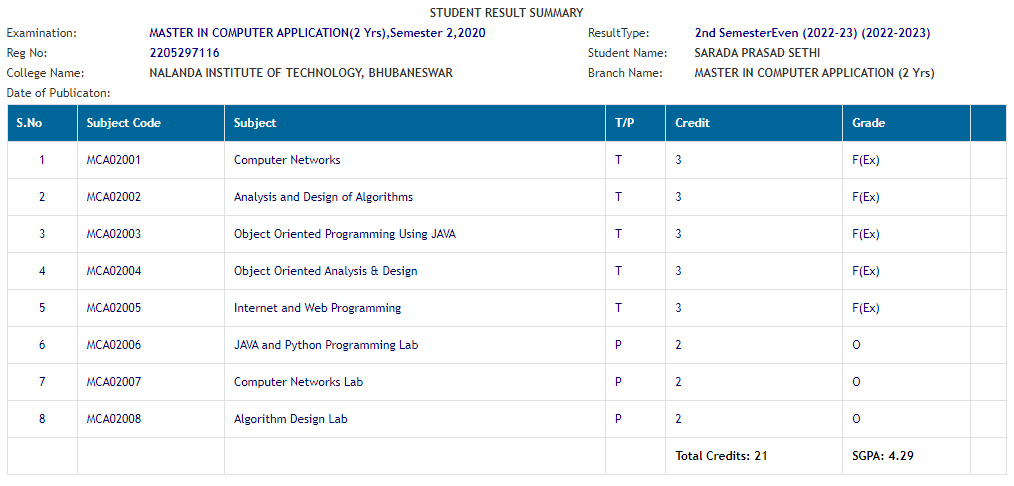 STUDENT RESULT SUMMARY
Examination: MASTER IN COMPUTER APPLICATION(2 Yrs),Semester 2,2020 ResultType: 2nd SemesterEven (2022-23) (2022-2023)
Reg No: 2205297116 Student Name: SARADA PRASAD SETHI
College Name: NALANDA INSTITUTE OF TECHNOLOGY, BHUBANESWAR Branch Name: MASTER IN COMPUTER APPLICATION (2 Yrs)
Date of Publicaton:
S.No Subject Code Subject T/P Credit Grade
1 MCA02001 Computer Networks T 3 F(Ex)
2 MCA02002 Analysis and Design of Algorithms T 3 F(Ex)
3 MCA02003 Object Oriented Programming Using JAVA T 3 F(Ex)
4 MCA02004 Object Oriented Analysis & Design T 3 F(Ex)
5 MCA02005 Internet and Web Programming T 3 F(Ex)
6 MCA02006 JAVA and Python Programming Lab P 2 O
7 MCA02007 Computer Networks Lab P 2 O
8 MCA02008 Algorithm Design Lab P 2 O
Total Credits: 21 SGPA: 4.29